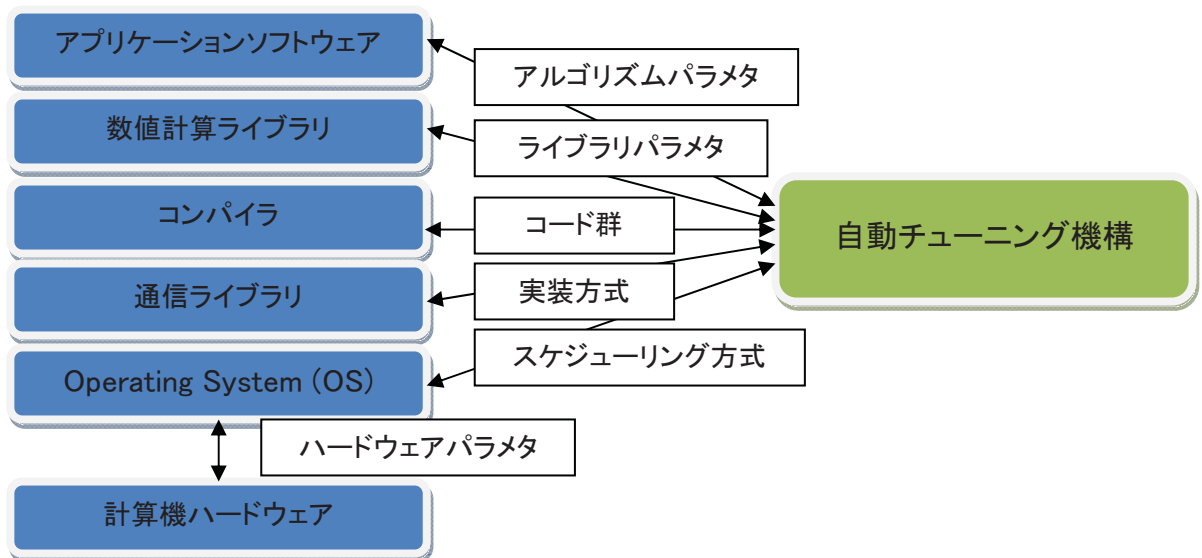 アプリケーションソフトウェア
アルゴリズムパラメタ
数値計算ライブラリ
ライブラリパラメタ
コンパイラ
コード群
自動チューニング機構
通信ライブラリ
実装方式
スケジューリング方式
Operating System (OS)
ハードウェアパラメタ
計算機ハードウェア